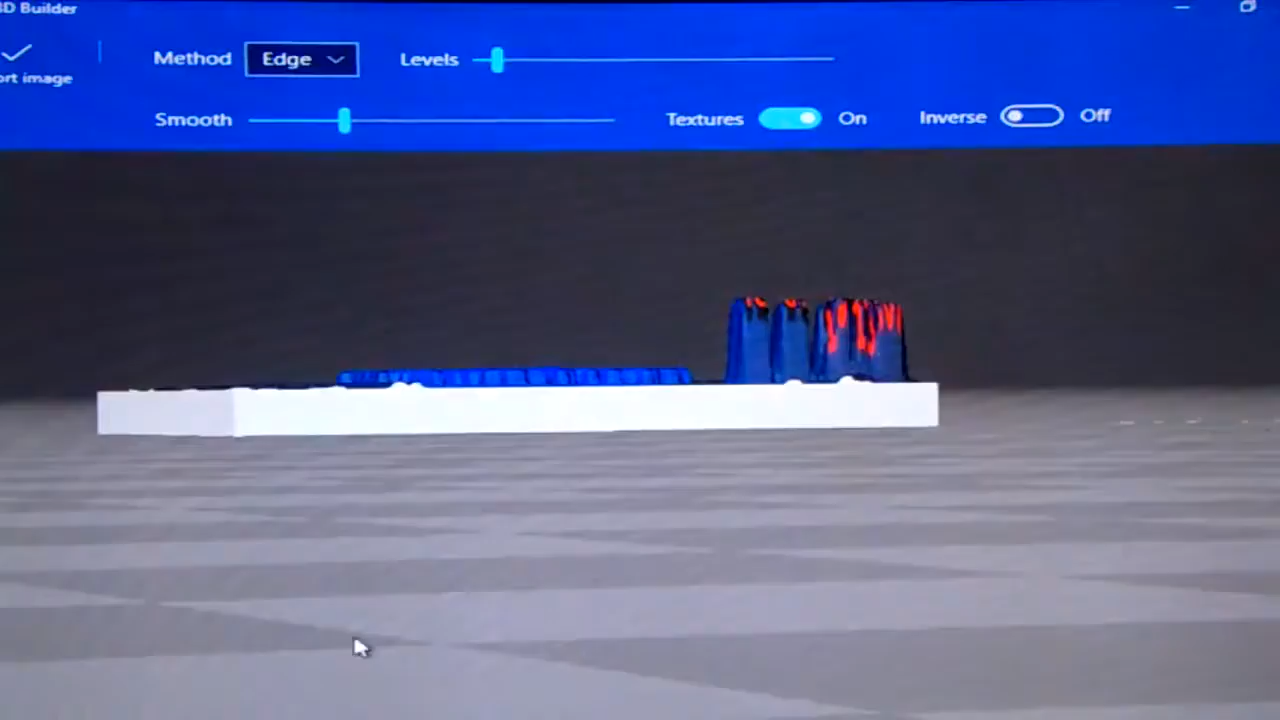 3D Builder
Method Edge Levels
ort image
Smooth Textures On Inverse Off